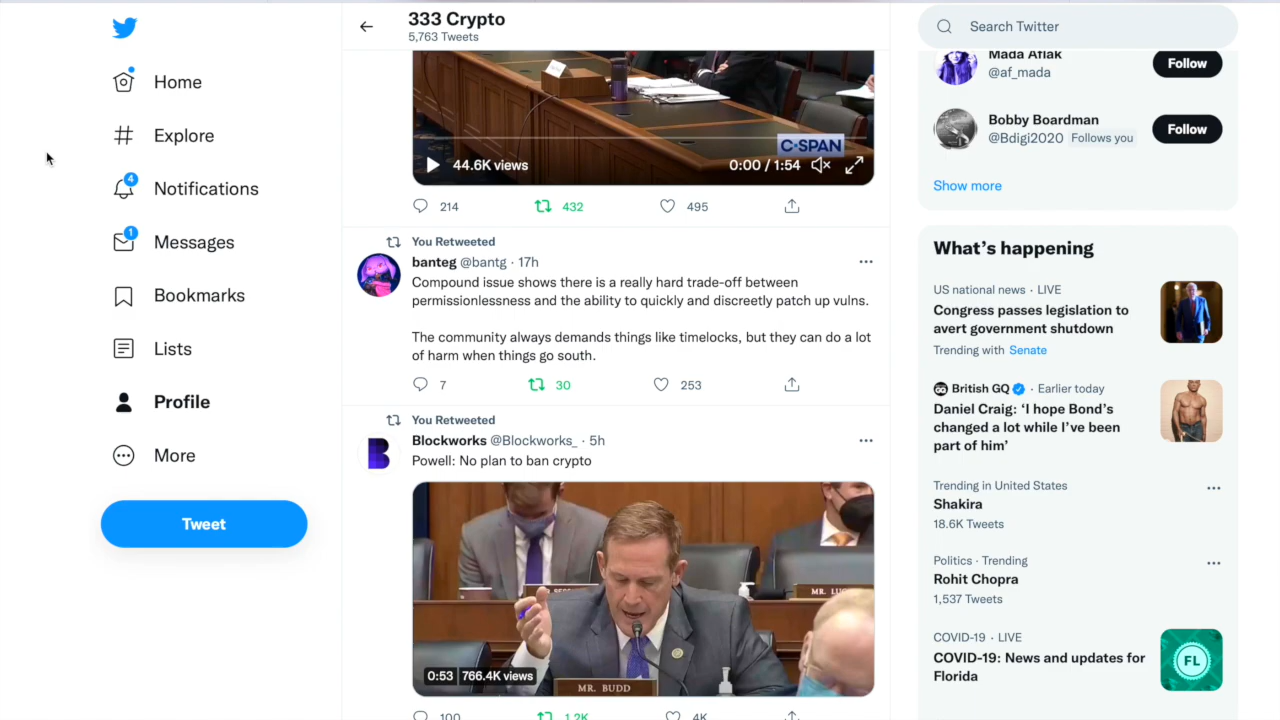 Home
Explore
4
Notifications
1
Messages
Bookmarks
Lists
Profile
More
Tweet
333 Crypto
5,763 Tweets
C-SPAN
44.6K views
0:00 / 1:54
214
432
495
You Retweeted
banteg @bantg · 17h
Compound issue shows there is a really hard trade-off between
permissionlessness and the ability to quickly and discreetly patch up vulns.
The community always demands things like timelocks, but they can do a lot
of harm when things go south.
7
30
253
You Retweeted
Blockworks @Blockworks_ · 5h
Powell: No plan to ban crypto
MR. LU
0:53 766.4K views
MR. BUDD
100
1.2K
4K
Search Twitter
Mada Aflak
@af_mada
Follow
Bobby Boardman
@Bdigi2020 Follows you
Follow
Show more
What's happening
US national news · LIVE
Congress passes legislation to
avert government shutdown
Trending with Senate
British GQ · Earlier today
Daniel Craig: ‘I hope Bond’s
changed a lot while I’ve been
part of him’
Trending in United States
Shakira
18.6K Tweets
Politics · Trending
Rohit Chopra
1,537 Tweets
COVID-19 · LIVE
COVID-19: News and updates for
Florida
FL